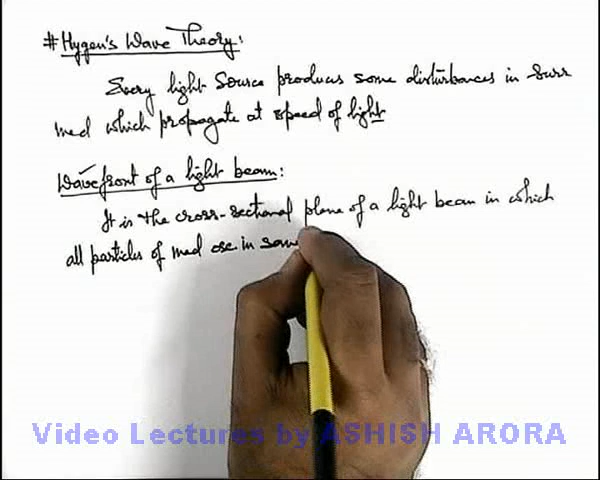 # Hygen's Wave Theory:
Every light source produces some disturbances in surr
med which propagate at speed of light
Wavefront of a light beam:
It is the cross-sectional plane of a light beam in which
all particles of med osc. in same
Video Lectures by ASHISH ARORA